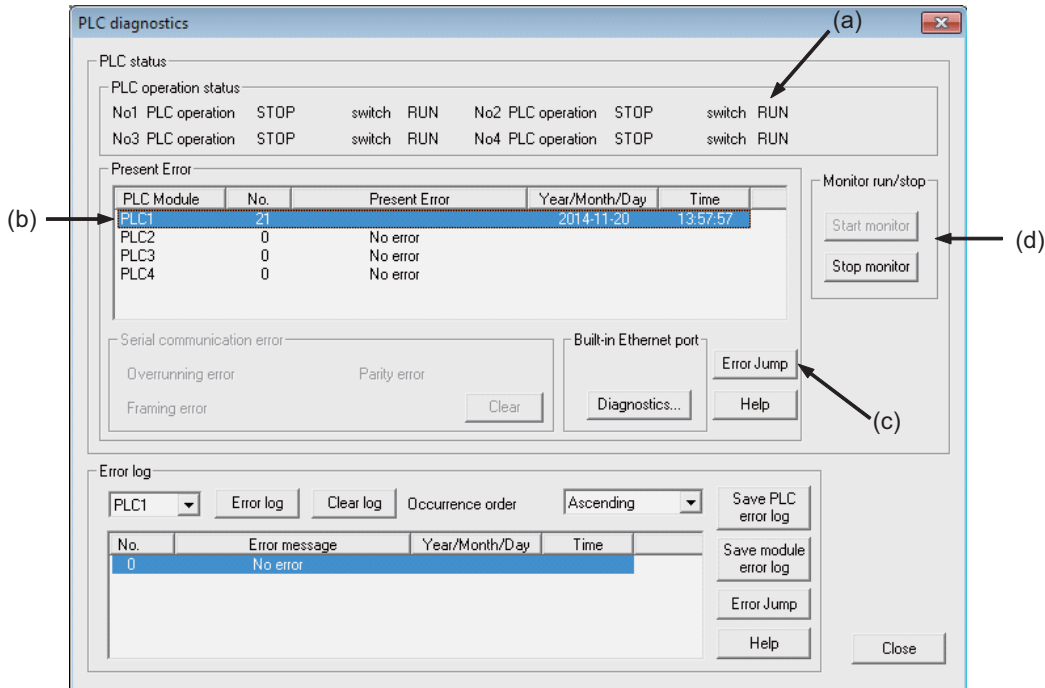 PLC diagnostics
(a)
PLC status
PLC operation status
No1 PLC operation STOP switch RUN No2 PLC operation STOP switch RUN
No3 PLC operation STOP switch RUN No4 PLC operation STOP switch RUN
Present Error
PLC Module No. Present Error Year/Month/Day Time
(b)
PLC1 21 2014-11-20 13:57:57
PLC2 0 No error
PLC3 0 No error
PLC4 0 No error
Monitor run/stop
Start monitor
Stop monitor
(d)
Serial communication error
Overrunning error Parity error
Framing error Clear
Built-in Ethernet port
Diagnostics...
Error Jump
Help
(c)
Error log
PLC1 Error log Clear log Occurrence order Ascending
No. Error message Year/Month/Day Time
0 No error
Save PLC
error log
Save module
error log
Error Jump
Help
Close